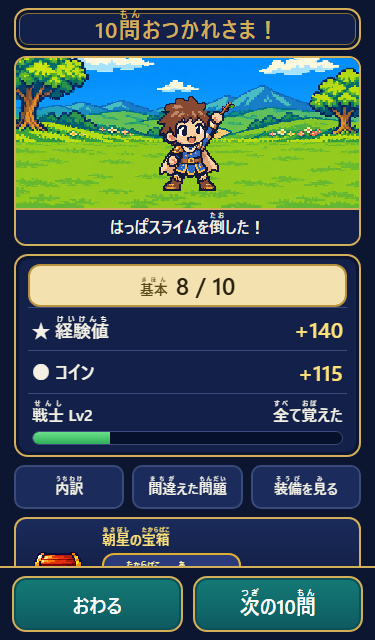 10問おつかれさま！
はっぱスライムを倒した！
基本 8 / 10
★ 経験値 +140
コイン +115
戦士 Lv2 全て覚えた
内訳 間違えた問題 装備を見る
朝星の宝箱
おわる 次の10問